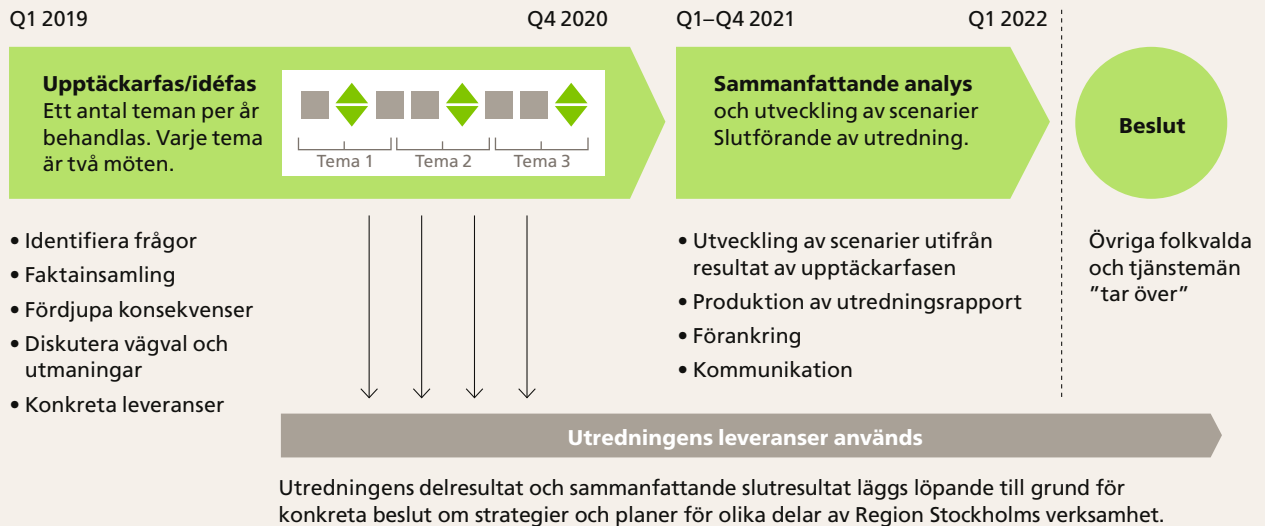 Q1 2019
Q4 2020
Q1–Q4 2021
Q1 2022
Upptäckarfas/idéfas
Ett antal teman per år
behandlas. Varje tema
är två möten.
Tema 1
Tema 2
Tema 3
Sammanfattande analys
och utveckling av scenarier
Slutförande av utredning.
Beslut
• Identifiera frågor
• Faktainsamling
• Fördjupa konsekvenser
• Diskutera vägval och
utmaningar
• Konkreta leveranser
• Utveckling av scenarier utifrån
resultat av upptäckarfasen
• Produktion av utredningsrapport
• Förankring
• Kommunikation
Övriga folkvalda
och tjänstemän
”tar över”
Utredningens leveranser används
Utredningens delresultat och sammanfattande slutresultat läggs löpande till grund för
konkreta beslut om strategier och planer för olika delar av Region Stockholms verksamhet.